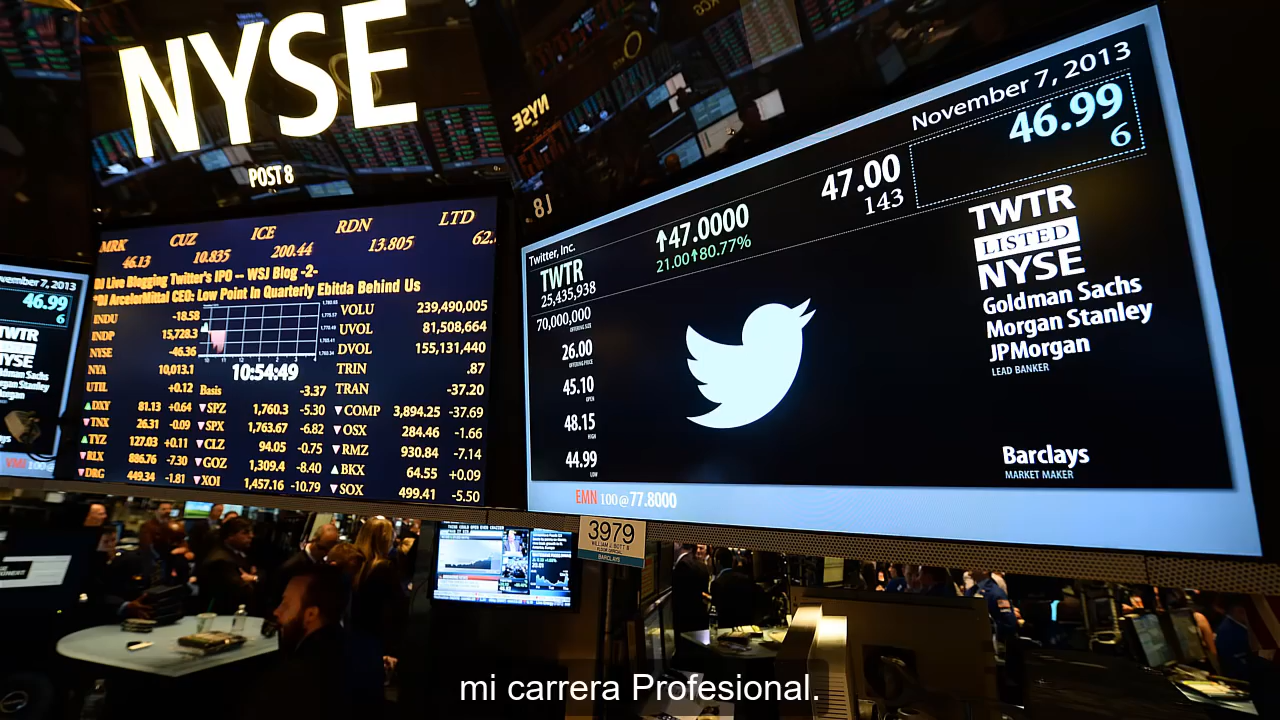 NYSE
POST 8
MRK CUZ ICE RDN LTD
46.13 10.835 200.44 13.805 62.
DJ Live Blogging Twitter's IPO -- WSJ Blog -2-
*DJ ArcelorMittal CEO: Low Point In Quarterly Ebitda Behind Us
INDU -18.58
INDP 15,728.3
NYSE -46.36
NYA 10,013.1
UTIL +0.12
10:54:49
Basis -3.37
VOLU 239,490,005
UVOL 81,508,664
DVOL 155,131,440
TRIN .87
TRAN -37.20
▲DXY 81.13 +0.64 ▼SPZ 1,760.3 -5.30 ▼COMP 3,894.25 -37.69
▼TNX 26.31 -0.09 ▼SPX 1,763.67 -6.82 ▼OSX 284.46 -1.66
▲TYZ 127.03 +0.11 ▼CLZ 94.05 -0.75 ▼RMZ 930.84 -7.14
▼RLX 886.76 -7.30 ▼GOZ 1,309.4 -8.40 ▲BKX 64.55 +0.09
▼DRG 449.34 -1.81 ▼XOI 1,457.16 -10.79 ▼SOX 499.41 -5.50
November 7, 2013
46.99
6
47.00
143
↑47.0000
21.00↑80.77%
Twitter, Inc.
TWTR
25,435,938
70,000,000
OFFERING SIZE
26.00
OFFERING PRICE
45.10
OPEN
48.15
HIGH
44.99
LOW
TWTR
LISTED
NYSE
Goldman Sachs
Morgan Stanley
JPMorgan
LEAD BANKER
Barclays
MARKET MAKER
EMN 100@77.8000
3979
BARCLAYS
vember 7, 2013
46.99
6
mi carrera Profesional.